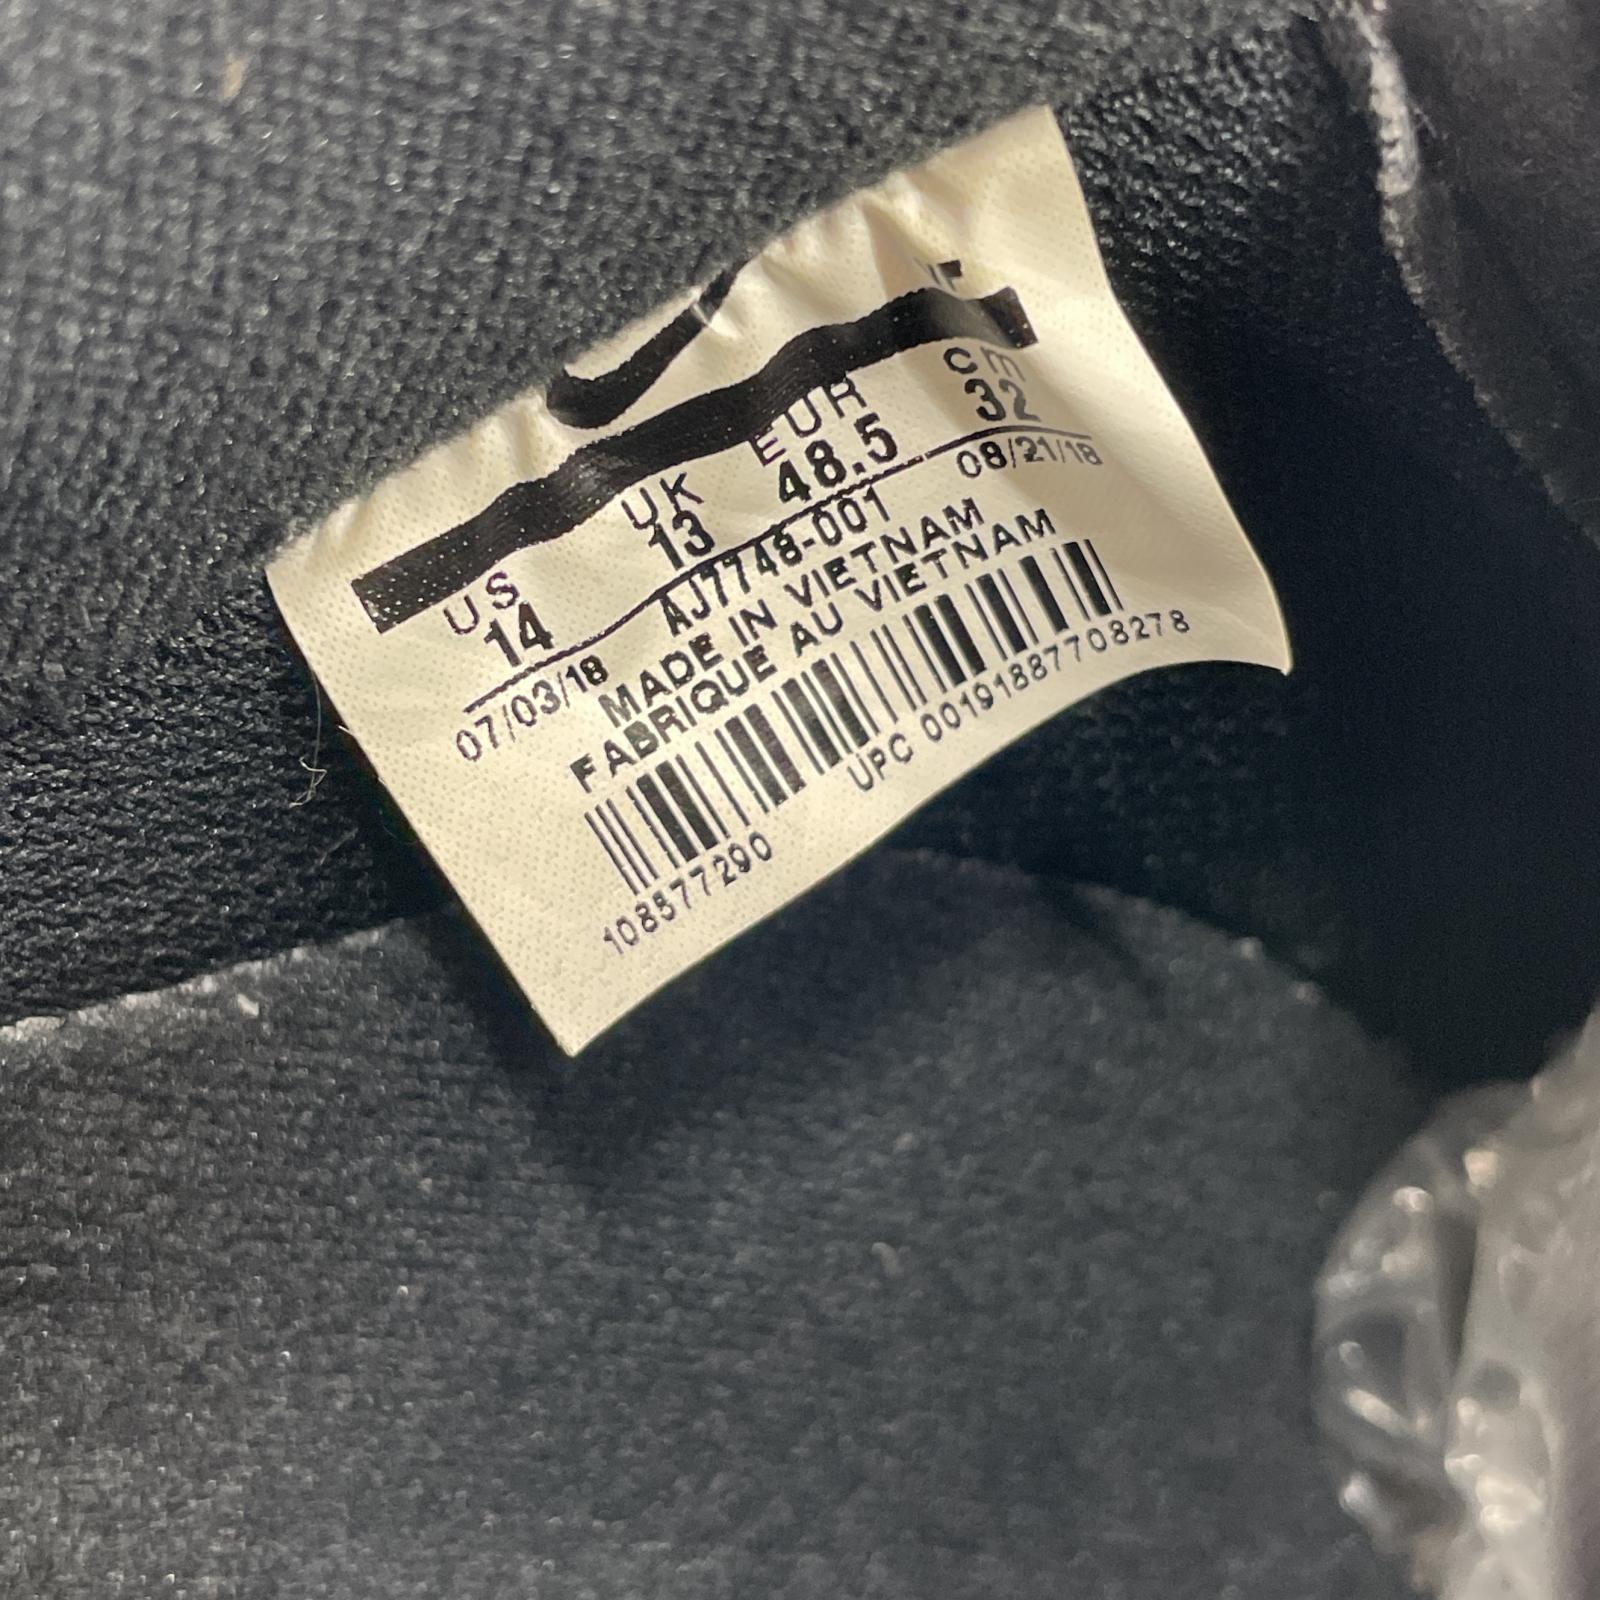 US UK EUR cm
14 13 48.5 32
07/03/18 AJ7748-001 08/21/18
MADE IN VIETNAM
FABRIQUE AU VIETNAM
UPC 00191887708278
108577290